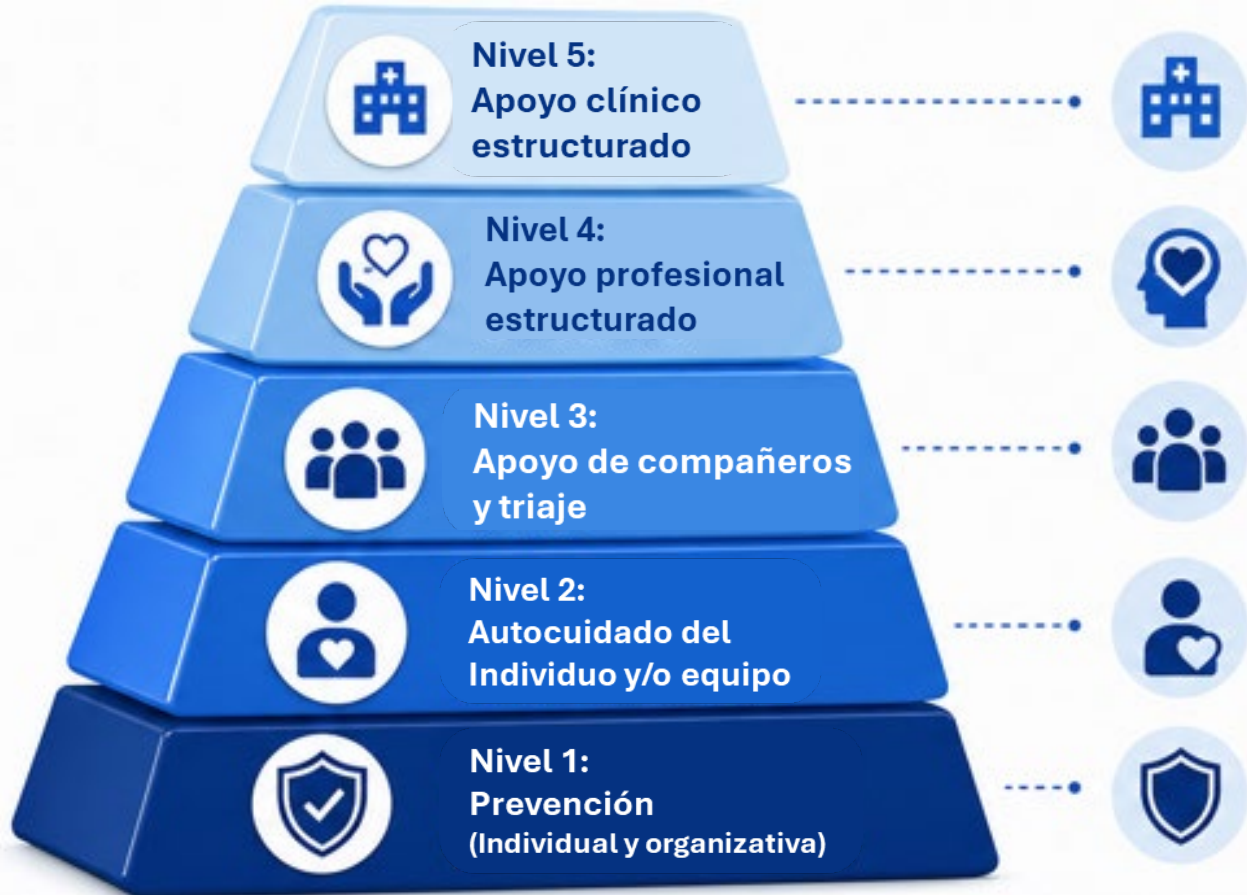 Nivel 5:
Apoyo clínico
estructurado
Nivel 4:
Apoyo profesional
estructurado
Nivel 3:
Apoyo de compañeros
y triaje
Nivel 2:
Autocuidado del
Individuo y/o equipo
Nivel 1:
Prevención
(Individual y organizativa)